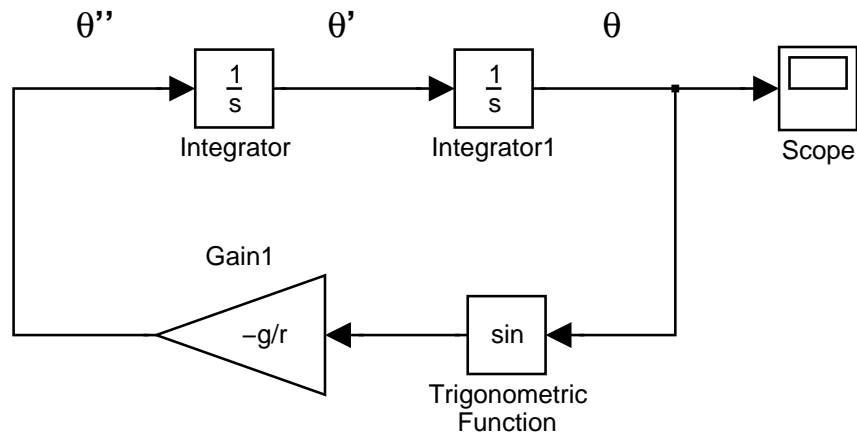 θ’’ θ’ θ
1
s
1
s
Integrator
Integrator1
Scope
Gain1
−g/r
sin
Trigonometric
Function